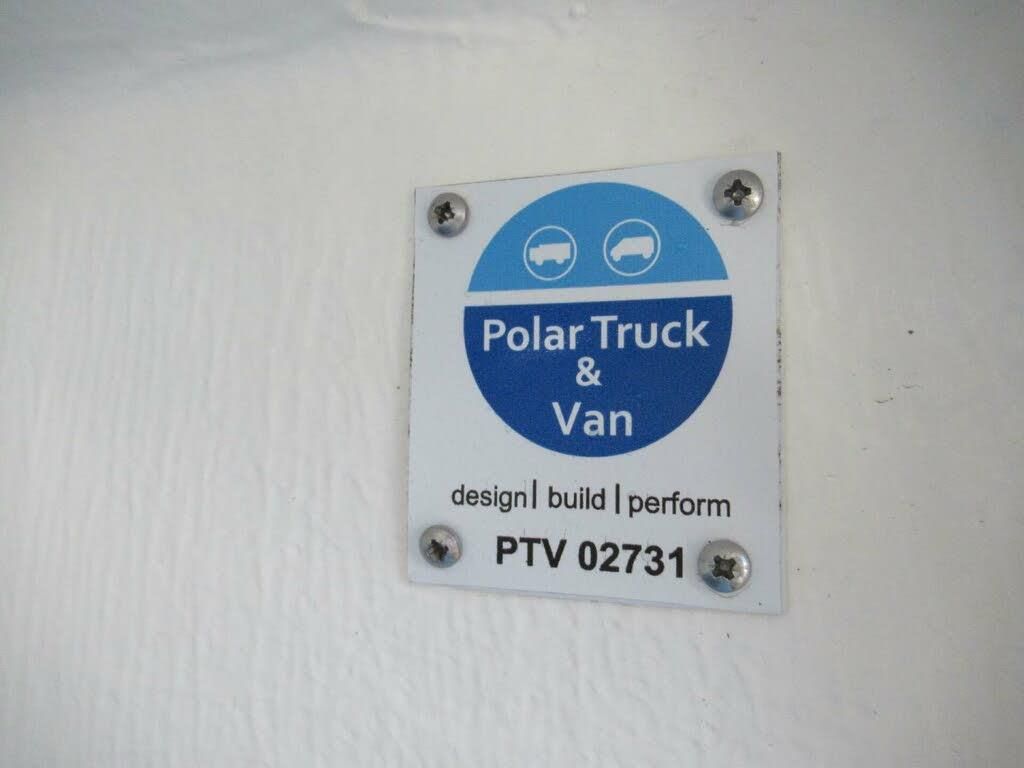 Polar Truck
&
Van
design| build | perform
PTV 02731